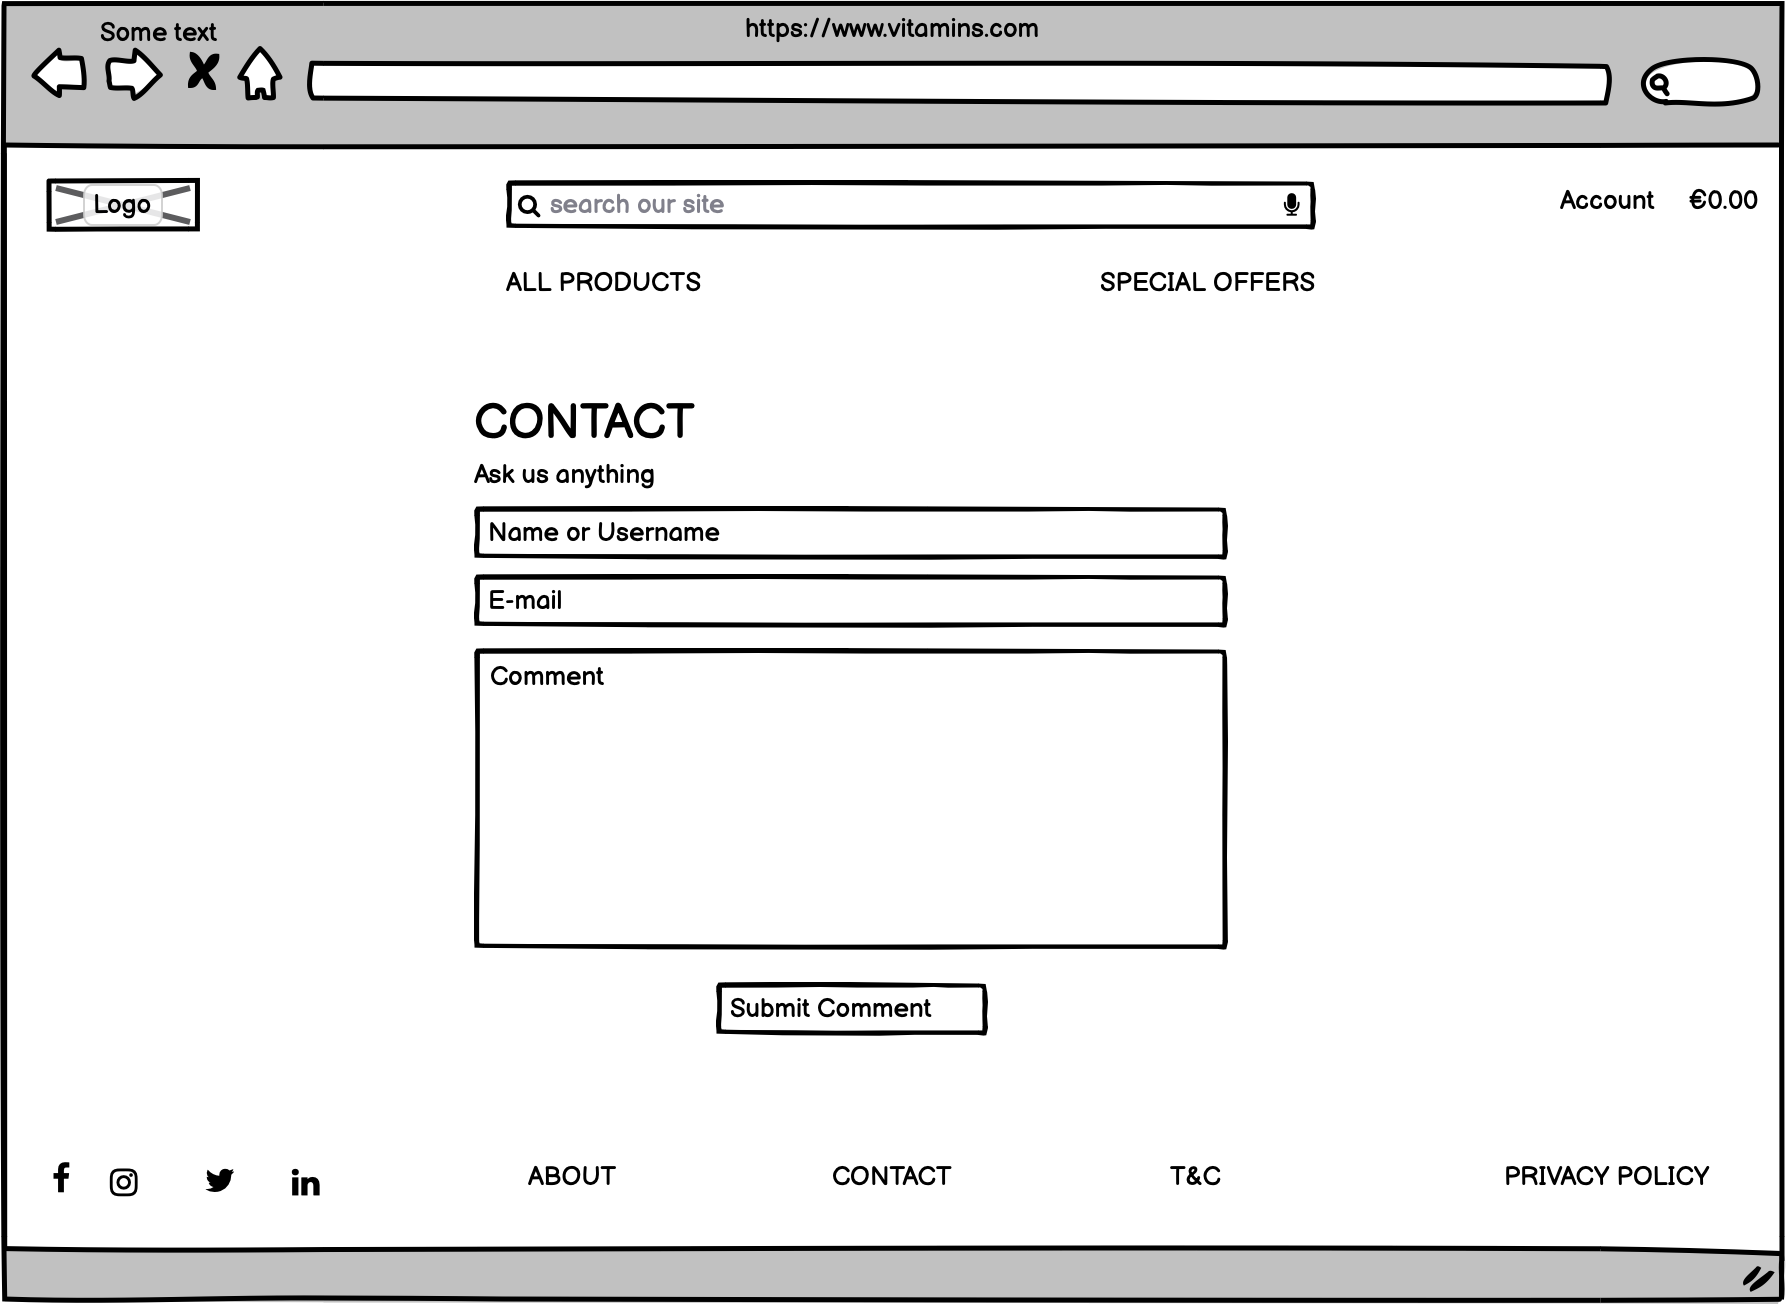 Some text
https://www.vitamins.com
Logo
search our site
Account €0.00
ALL PRODUCTS SPECIAL OFFERS
CONTACT
Ask us anything
Name or Username
E-mail
Comment
Submit Comment
ABOUT CONTACT T&C PRIVACY POLICY